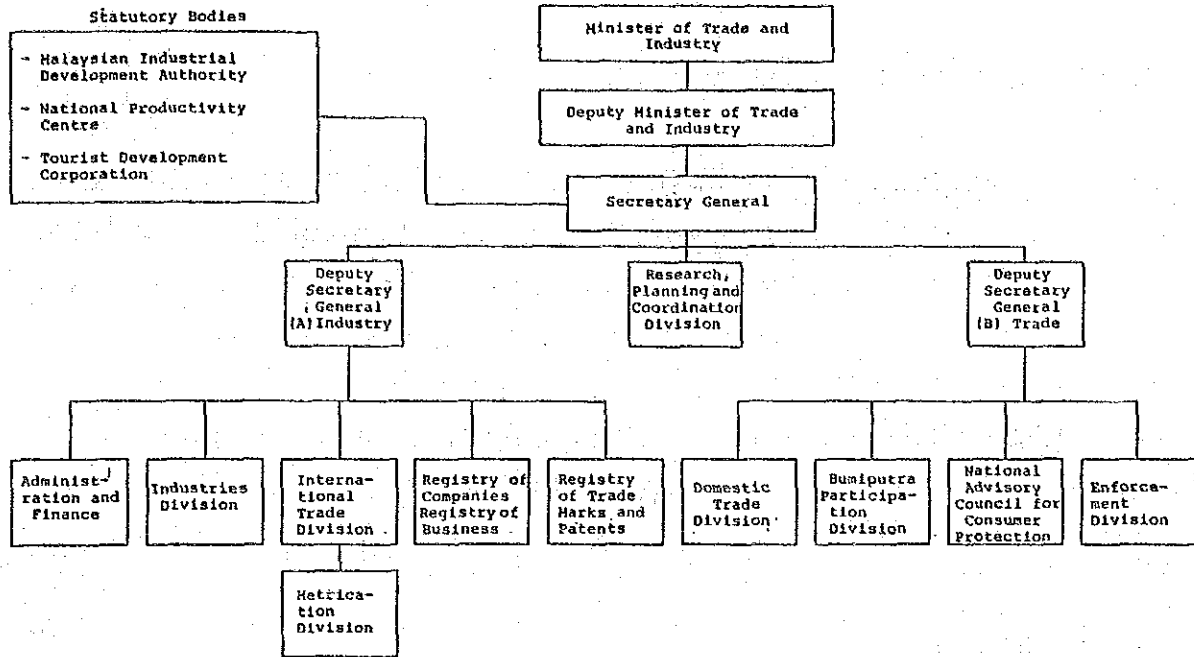 Statutory Bodies
- Malaysian Industrial
Development Authority
- National Productivity
Centre
- Tourist Development
Corporation
Minister of Trade and
Industry
Deputy Minister of Trade
and Industry
Secretary General
Deputy
Secretary
General
(A) Industry
Research,
Planning and
Coordination
Division
Deputy
Secretary
General
(B) Trade
Administ-
ration and
Finance
Industries
Division
Interna-
tional
Trade
Division
Registry of
Companies
Registry of
Business
Registry
of Trade
Marks and
Patents
Domestic
Trade
Division
Bumiputra
Participa-
tion Division
National
Advisory
Council for
Consumer
Protection
Enforce-
ment
Division
Metrica-
tion
Division